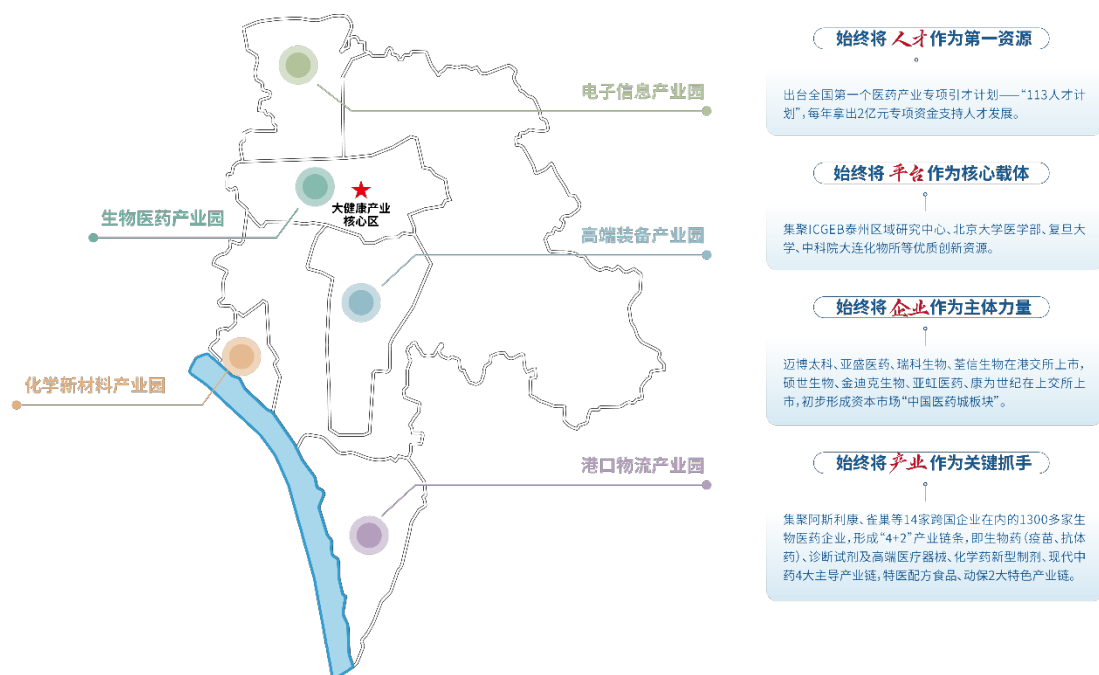 电子信息产业园
生物医药产业园
大健康产业
核心区
高端装备产业园
化学新材料产业园
港口物流产业园
始终将人才作为第一资源
出台全国第一个医药产业专项引才计划——“113人才计
划”,每年拿出2亿元专项资金支持人才发展。
始终将平台作为核心载体
集聚ICGEB泰州区域研究中心、北京大学医学部、复旦大
学、中科院大连化物所等优质创新资源。
始终将企业作为主体力量
迈博太科、亚盛医药、瑞科生物、荃信生物在港交所上市,
硕世生物、金迪克生物、亚虹医药、康为世纪在上交所上
市,初步形成资本市场“中国医药城板块”。
始终将产业作为关键抓手
集聚阿斯利康、雀巢等14家跨国企业在内的1300多家生
物医药企业,形成“4+2”产业链条,即生物药(疫苗、抗体
药)、诊断试剂及高端医疗器械、化学药新型制剂、现代中
药4大主导产业链,特医配方食品、动保2大特色产业链。